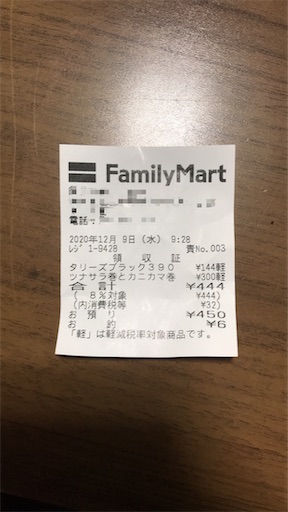 FamilyMart
電話:
2020年12月 9日(水) 9:28
ﾚｼﾞ 1-9428 責No.003
領 収 証
タリーズブラック390 ¥144軽
ツナサラ巻とカニカマ巻 ¥300軽
合 計 ¥444
( 8%対象 ¥444)
(内消費税等 ¥32)
お 預 り ¥450
お 釣 ¥6
「軽」は軽減税率対象商品です。